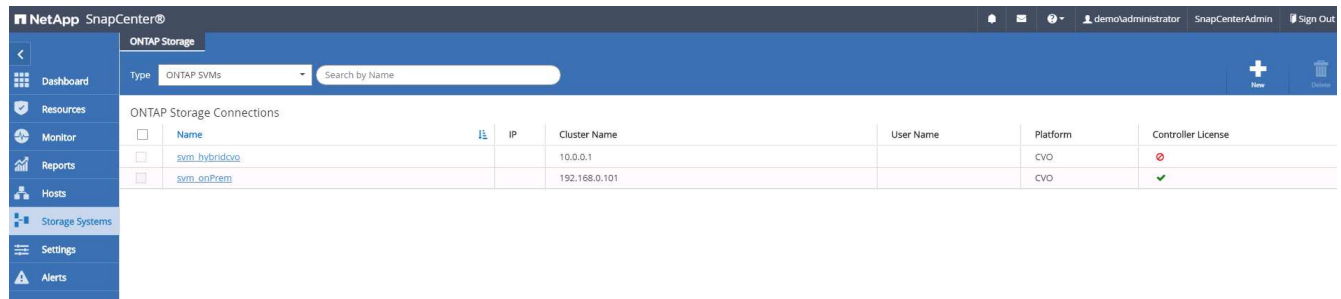 NetApp SnapCenter® demo\administrator SnapCenterAdmin Sign Out
ONTAP Storage
Dashboard
Resources
Monitor
Reports
Hosts
Storage Systems
Settings
Alerts
Type ONTAP SVMs Search by Name New Delete
ONTAP Storage Connections
Name IP Cluster Name User Name Platform Controller License
svm_hybridcvo 10.0.0.1 CVO
svm_onPrem 192.168.0.101 CVO